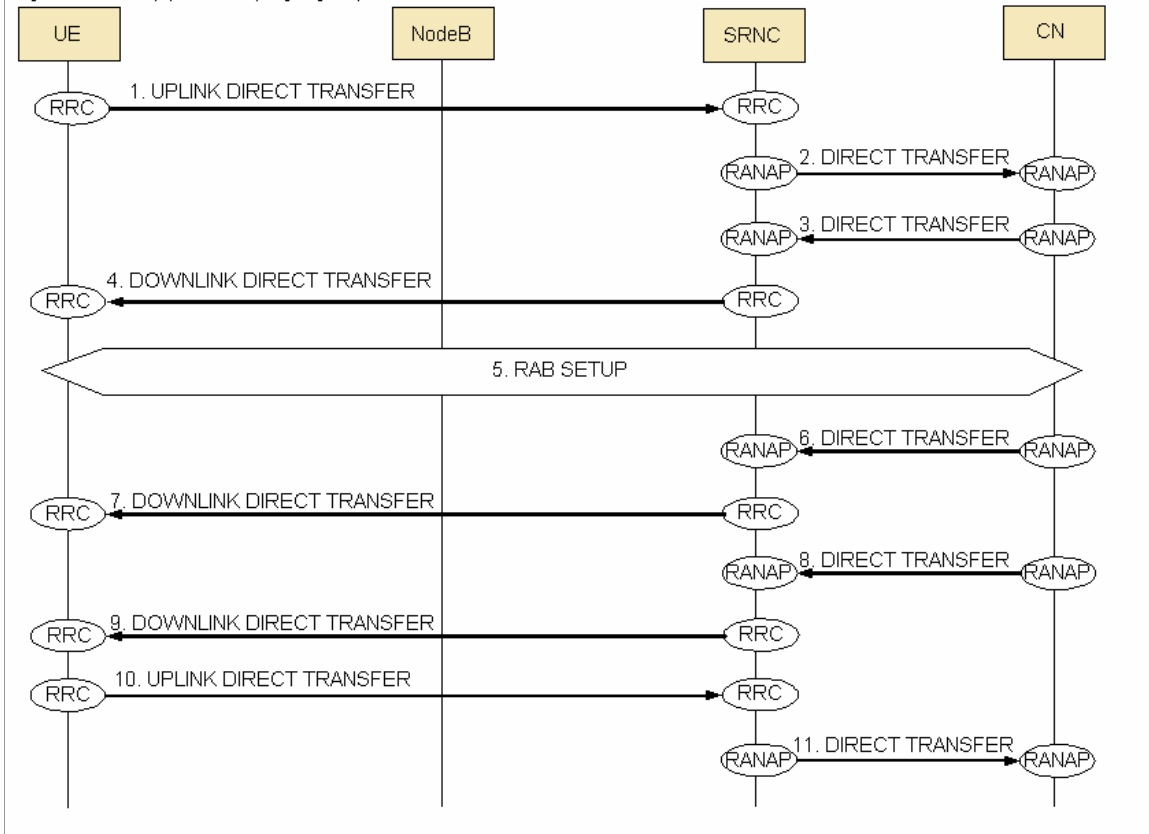 UE
NodeB
SRNC
CN
1. UPLINK DIRECT TRANSFER
RRC
RRC
2. DIRECT TRANSFER
RANAP
RANAP
3. DIRECT TRANSFER
RANAP
RANAP
4. DOWNLINK DIRECT TRANSFER
RRC
RRC
5. RAB SETUP
6. DIRECT TRANSFER
RANAP
RANAP
7. DOWNLINK DIRECT TRANSFER
RRC
RRC
8. DIRECT TRANSFER
RANAP
RANAP
9. DOWNLINK DIRECT TRANSFER
RRC
RRC
10. UPLINK DIRECT TRANSFER
RRC
RRC
11. DIRECT TRANSFER
RANAP
RANAP